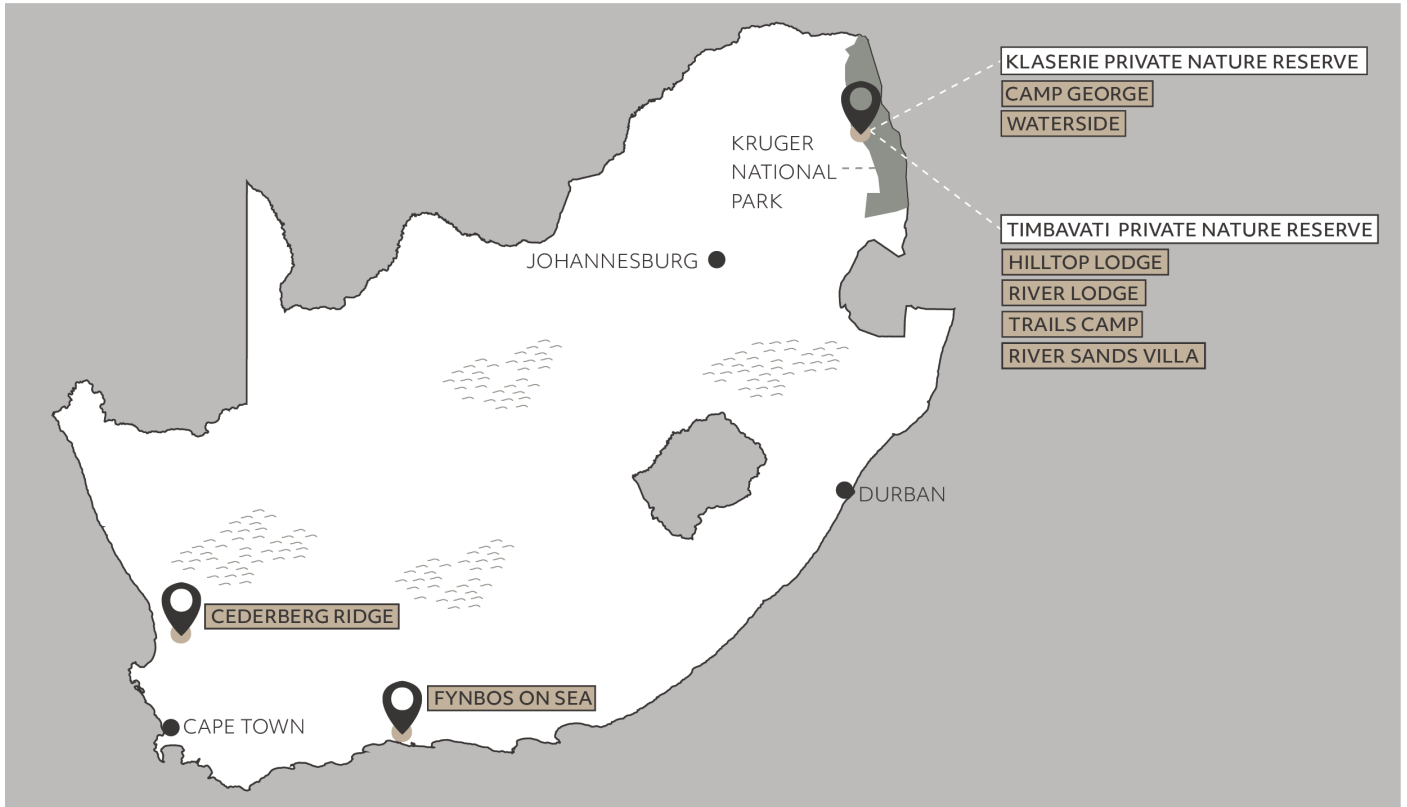 KLASERIE PRIVATE NATURE RESERVE
CAMP GEORGE
WATERSIDE
KRUGER
NATIONAL
PARK
TIMBAVATI PRIVATE NATURE RESERVE
HILLTOP LODGE
RIVER LODGE
TRAILS CAMP
RIVER SANDS VILLA
JOHANNESBURG
DURBAN
CEDERBERG RIDGE
FYNBOS ON SEA
CAPE TOWN